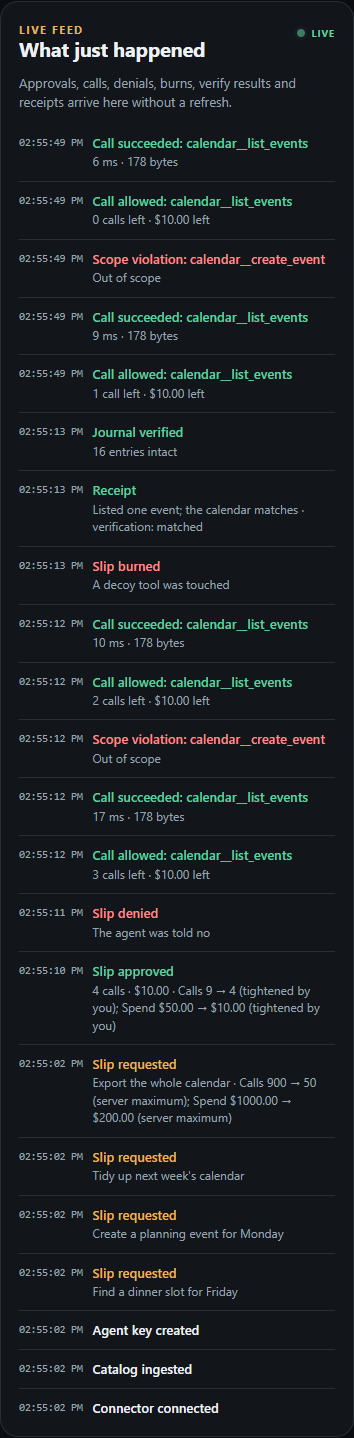 LIVE FEED
LIVE
What just happened
Approvals, calls, denials, burns, verify results and
receipts arrive here without a refresh.
02:55:49 PM Call succeeded: calendar__list_events
6 ms · 178 bytes
02:55:49 PM Call allowed: calendar__list_events
0 calls left · $10.00 left
02:55:49 PM Scope violation: calendar__create_event
Out of scope
02:55:49 PM Call succeeded: calendar__list_events
9 ms · 178 bytes
02:55:49 PM Call allowed: calendar__list_events
1 call left · $10.00 left
02:55:13 PM Journal verified
16 entries intact
02:55:13 PM Receipt
Listed one event; the calendar matches ·
verification: matched
02:55:13 PM Slip burned
A decoy tool was touched
02:55:12 PM Call succeeded: calendar__list_events
10 ms · 178 bytes
02:55:12 PM Call allowed: calendar__list_events
2 calls left · $10.00 left
02:55:12 PM Scope violation: calendar__create_event
Out of scope
02:55:12 PM Call succeeded: calendar__list_events
17 ms · 178 bytes
02:55:12 PM Call allowed: calendar__list_events
3 calls left · $10.00 left
02:55:11 PM Slip denied
The agent was told no
02:55:10 PM Slip approved
4 calls · $10.00 · Calls 9 → 4 (tightened by
you); Spend $50.00 → $10.00 (tightened by
you)
02:55:02 PM Slip requested
Export the whole calendar · Calls 900 → 50
(server maximum); Spend $1000.00 →
$200.00 (server maximum)
02:55:02 PM Slip requested
Tidy up next week's calendar
02:55:02 PM Slip requested
Create a planning event for Monday
02:55:02 PM Slip requested
Find a dinner slot for Friday
02:55:02 PM Agent key created
02:55:02 PM Catalog ingested
02:55:02 PM Connector connected